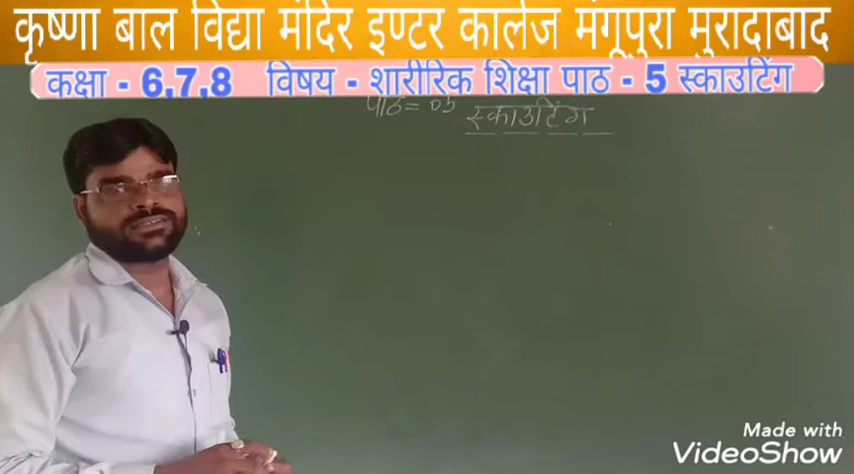 कृष्णा बाल विद्या मंदिर इण्टर कालेज मंगूपुरा मुरादाबाद
कक्षा - 6,7,8 विषय - शारीरिक शिक्षा पाठ - 5 स्काउटिंग
पाठ = 05 स्काउटिंग
Made with
VideoShow